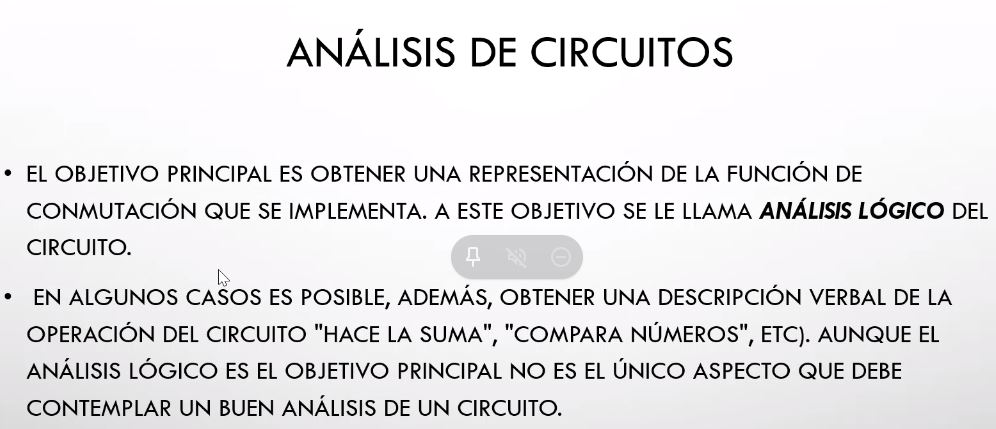 ANÁLISIS DE CIRCUITOS
• EL OBJETIVO PRINCIPAL ES OBTENER UNA REPRESENTACIÓN DE LA FUNCIÓN DE
CONMUTACIÓN QUE SE IMPLEMENTA. A ESTE OBJETIVO SE LE LLAMA ANÁLISIS LÓGICO DEL
CIRCUITO.
• EN ALGUNOS CASOS ES POSIBLE, ADEMÁS, OBTENER UNA DESCRIPCIÓN VERBAL DE LA
OPERACIÓN DEL CIRCUITO "HACE LA SUMA", "COMPARA NÚMEROS", ETC). AUNQUE EL
ANÁLISIS LÓGICO ES EL OBJETIVO PRINCIPAL NO ES EL ÚNICO ASPECTO QUE DEBE
CONTEMPLAR UN BUEN ANÁLISIS DE UN CIRCUITO.